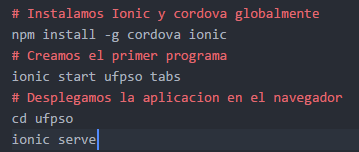 # Instalamos Ionic y cordova globalmente
npm install -g cordova ionic
# Creamos el primer programa
ionic start ufpso tabs
# Desplegamos la aplicacion en el navegador
cd ufpso
ionic serve